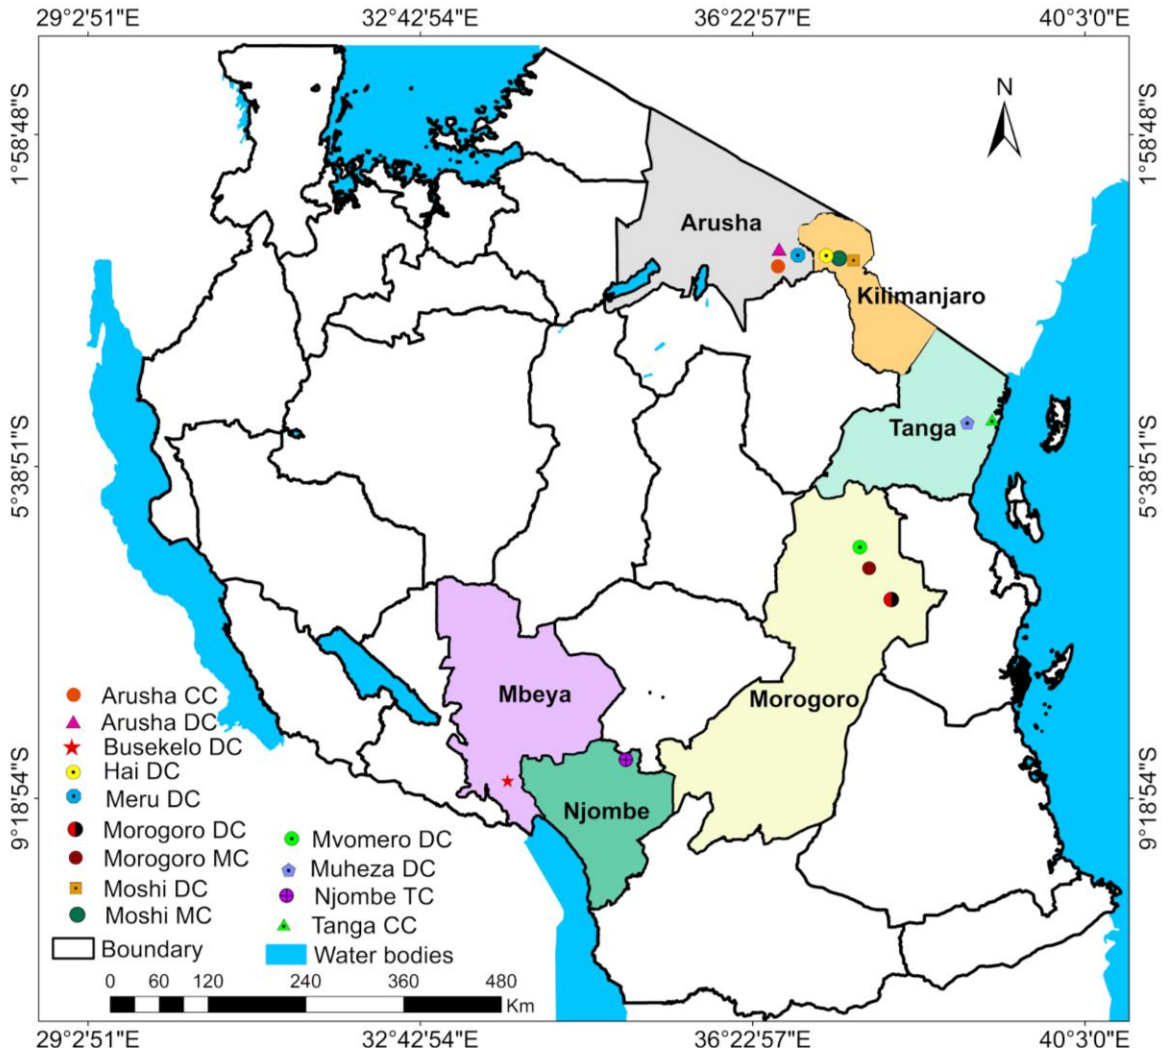 29°2'51"E 32°42'54"E 36°22'57"E 40°3'0"E
1°58'48"S
1°58'48"S
N
Arusha
Kilimanjaro
5°38'51"S
5°38'51"S
Tanga
Mbeya
Morogoro
Njombe
9°18'54"S
9°18'54"S
Arusha CC
Arusha DC
Busekelo DC
Hai DC
Meru DC
Morogoro DC
Morogoro MC
Moshi DC
Moshi MC
Boundary
Mvomero DC
Muheza DC
Njombe TC
Tanga CC
Water bodies
0 60 120 240 360 480
Km
29°2'51"E 32°42'54"E 36°22'57"E 40°3'0"E